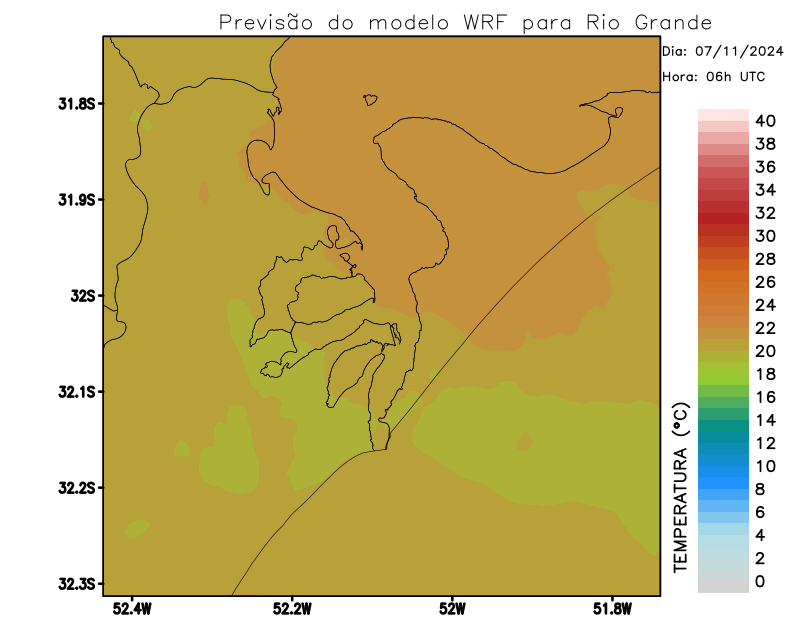 Previsão do modelo WRF para Rio Grande
Dia: 07/11/2024
Hora: 06h UTC
31.8S
31.9S
32S
32.1S
32.2S
32.3S
52.4W
52.2W
52W
51.8W
TEMPERATURA (°C)
40
38
36
34
32
30
28
26
24
22
20
18
16
14
12
10
8
6
4
2
0